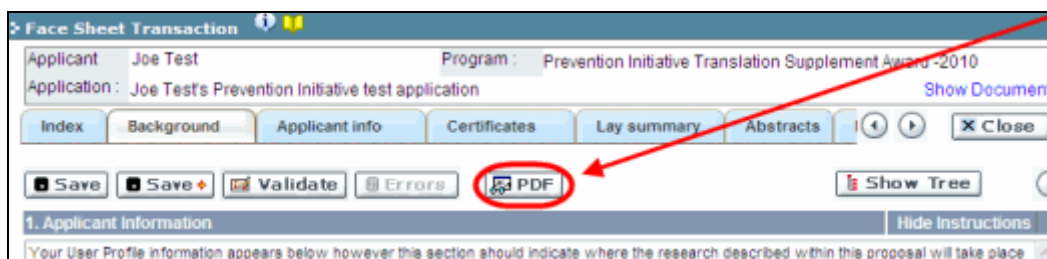 Face Sheet Transaction
Applicant Joe Test Program : Prevention Initiative Translation Supplement Award -2010
Application : Joe Test's Prevention Initiative test application Show Document
Index Background Applicant info Certificates Lay summary Abstracts Close
Save Save Validate Errors PDF Show Tree
1. Applicant Information Hide Instructions
Your User Profile information appears below however this section should indicate where the research described within this proposal will take place